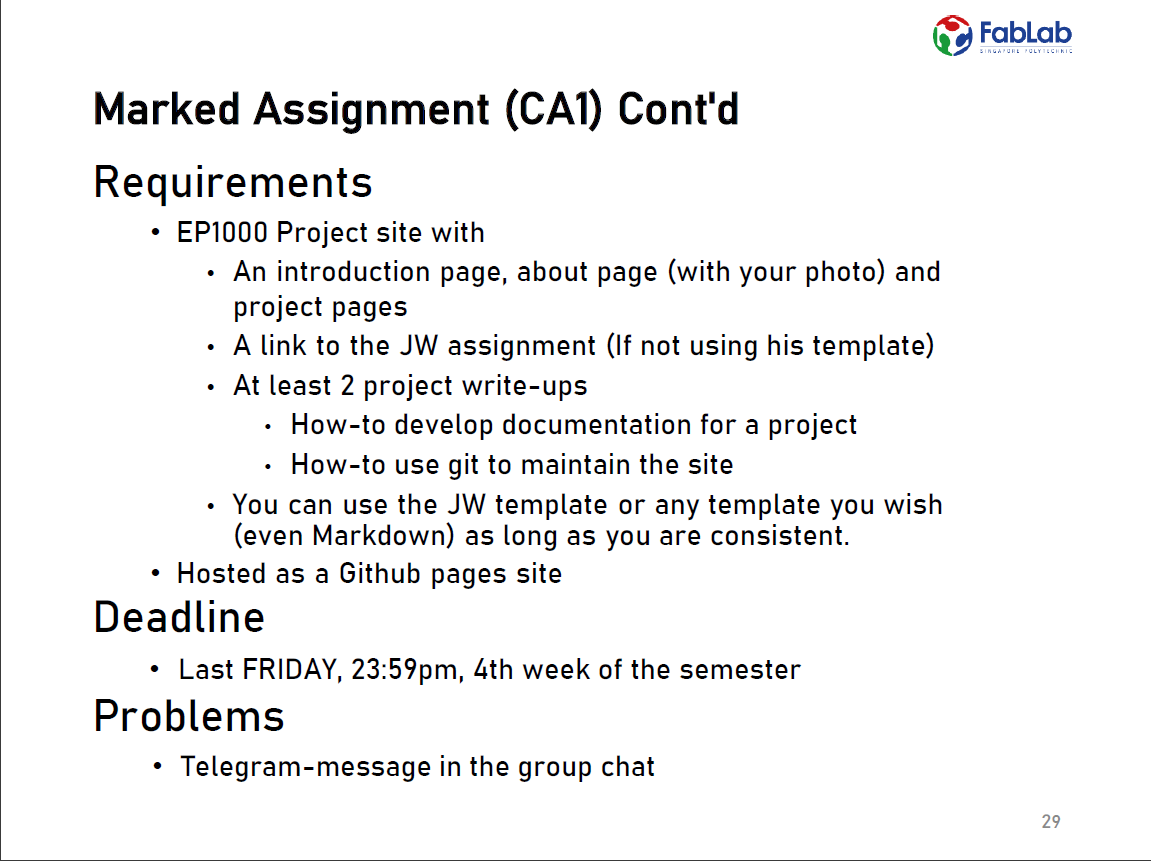 FabLab
SINGAPORE POLYTECHNIC
Marked Assignment (CA1) Cont'd
Requirements
• EP1000 Project site with
• An introduction page, about page (with your photo) and
project pages
• A link to the JW assignment (If not using his template)
• At least 2 project write-ups
• How-to develop documentation for a project
• How-to use git to maintain the site
• You can use the JW template or any template you wish
(even Markdown) as long as you are consistent.
• Hosted as a Github pages site
Deadline
• Last FRIDAY, 23:59pm, 4th week of the semester
Problems
• Telegram-message in the group chat
29